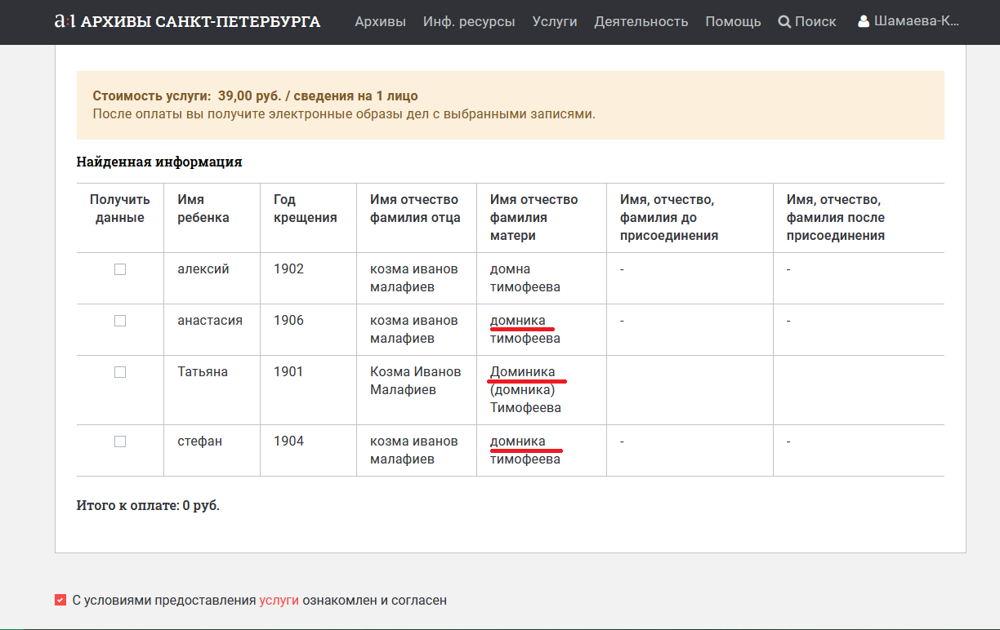 a:i АРХИВЫ САНКТ-ПЕТЕРБУРГА Архивы Инф. ресурсы Услуги Деятельность Помощь Поиск Шамаева-К...
Стоимость услуги: 39,00 руб. / сведения на 1 лицо
После оплаты вы получите электронные образы дел с выбранными записями.
Найденная информация
Получить
данные
Имя
ребенка
Год
крещения
Имя отчество
фамилия отца
Имя отчество
фамилия
матери
Имя, отчество,
фамилия до
присоединения
Имя, отчество,
фамилия после
присоединения
алексий
1902
козма иванов
малафиев
домна
тимофеева
-
-
анастасия
1906
козма иванов
малафиев
домника
тимофеева
-
-
Татьяна
1901
Козма Иванов
Малафиев
Доминика
(домника)
Тимофеева
стефан
1904
козма иванов
малафиев
домника
тимофеева
-
-
Итого к оплате: 0 руб.
С условиями предоставления услуги ознакомлен и согласен